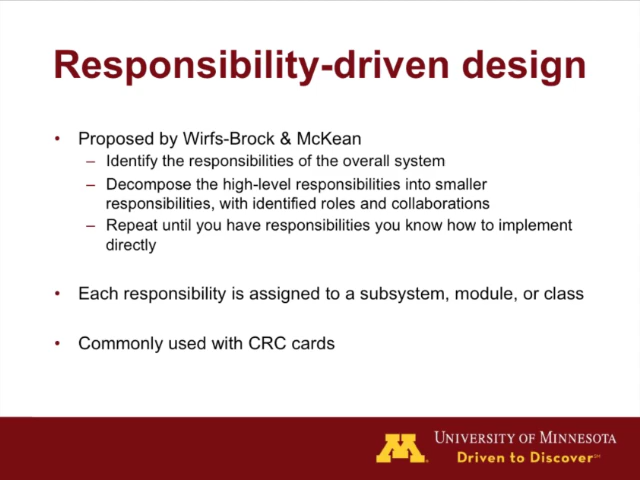 Responsibility-driven design
• Proposed by Wirfs-Brock & McKean
– Identify the responsibilities of the overall system
– Decompose the high-level responsibilities into smaller
responsibilities, with identified roles and collaborations
– Repeat until you have responsibilities you know how to implement
directly
• Each responsibility is assigned to a subsystem, module, or class
• Commonly used with CRC cards
M
UNIVERSITY OF MINNESOTA
Driven to Discover℠